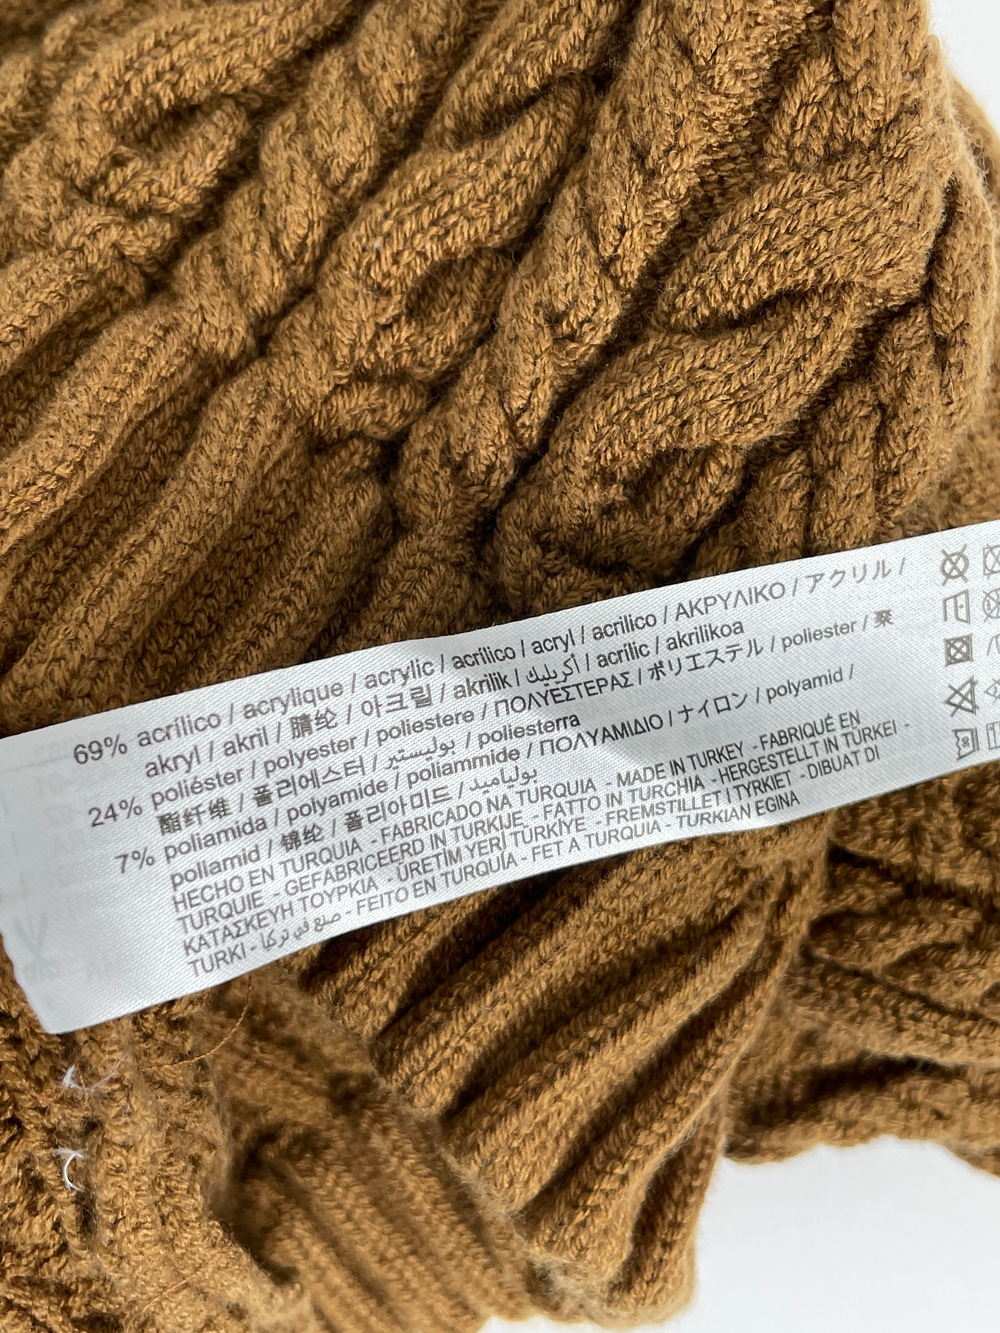 69% acrílico / acrylique / acrylic / acrílico / acryl / acrilico / ΑΚΡΥΛΙΚΟ / アクリル /
akryl / akril / 腈纶 / 아크릴 / akrilik / أكريليك / acrilic / akrilikoa
24% poliéster / polyester / poliestere / ΠΟΛΥΕΣΤΕΡΑΣ / ポリエステル / poliester / 聚
酯纤维 / 폴리에스터 / بوليستير / poliesterra
7% poliamida / polyamide / poliammide / ΠΟΛΥΑΜΙΔΙΟ / ナイロン / polyamid /
poliamid / 锦纶 / 폴리아미드 / بولياميد
HECHO EN TURQUIA - FABRICADO NA TURQUIA - MADE IN TURKEY - FABRIQUÉ EN
TURQUIE - GEFABRICEERD IN TURKIJE - FATTO IN TURCHIA - HERGESTELLT IN TÜRKEI -
ΚΑΤΑΣΚΕΥΗ ΤΟΥΡΚΙΑ - ÜRETİM YERİ TÜRKİYE - FREMSTILLET I TYRKIET - DIBUAT DI
TURKI - صنع في تركيا - FEITO EN TURQUÍA - FET A TURQUIA - TURKIAN EGINA